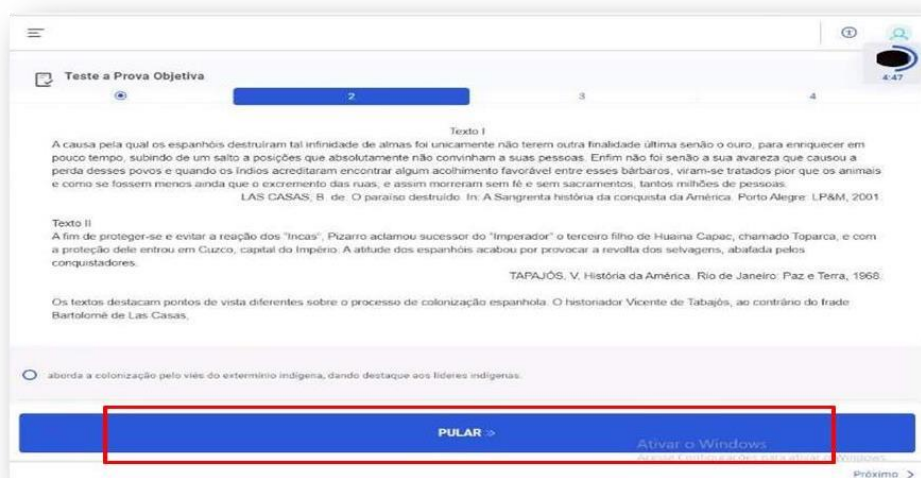 Teste a Prova Objetiva
4:47
2
3
4
Texto I
A causa pela qual os espanhóis destruíram tal infinidade de almas foi unicamente não terem outra finalidade última senão o ouro, para enriquecer em
pouco tempo, subindo de um salto a posições que absolutamente não convinham a suas pessoas. Enfim não foi senão a sua avareza que causou a
perda desses povos e quando os índios acreditaram encontrar algum acolhimento favorável entre esses bárbaros, viram-se tratados pior que os animais
e como se fossem menos ainda que o excremento das ruas; e assim morreram sem fé e sem sacramentos, tantos milhões de pessoas.
LAS CASAS, B. de. O paraíso destruído. In: A Sangrenta história da conquista da América. Porto Alegre: LP&M, 2001.
Texto II
A fim de proteger-se e evitar a reação dos "Incas", Pizarro aclamou sucessor do "Imperador" o terceiro filho de Huaina Capac, chamado Toparca, e com
a proteção dele entrou em Cuzco, capital do Império. A atitude dos espanhóis acabou por provocar a revolta dos selvagens, abafada pelos
conquistadores.
TAPAJÓS, V. História da América. Rio de Janeiro: Paz e Terra, 1968.
Os textos destacam pontos de vista diferentes sobre o processo de colonização espanhola. O historiador Vicente de Tabajós, ao contrário do frade
Bartolomé de Las Casas,
aborda a colonização pelo viés do extermínio indígena, dando destaque aos líderes indígenas.
PULAR »
Ativar o Windows
Acesse Configurações para ativar o Windows.
Próximo >